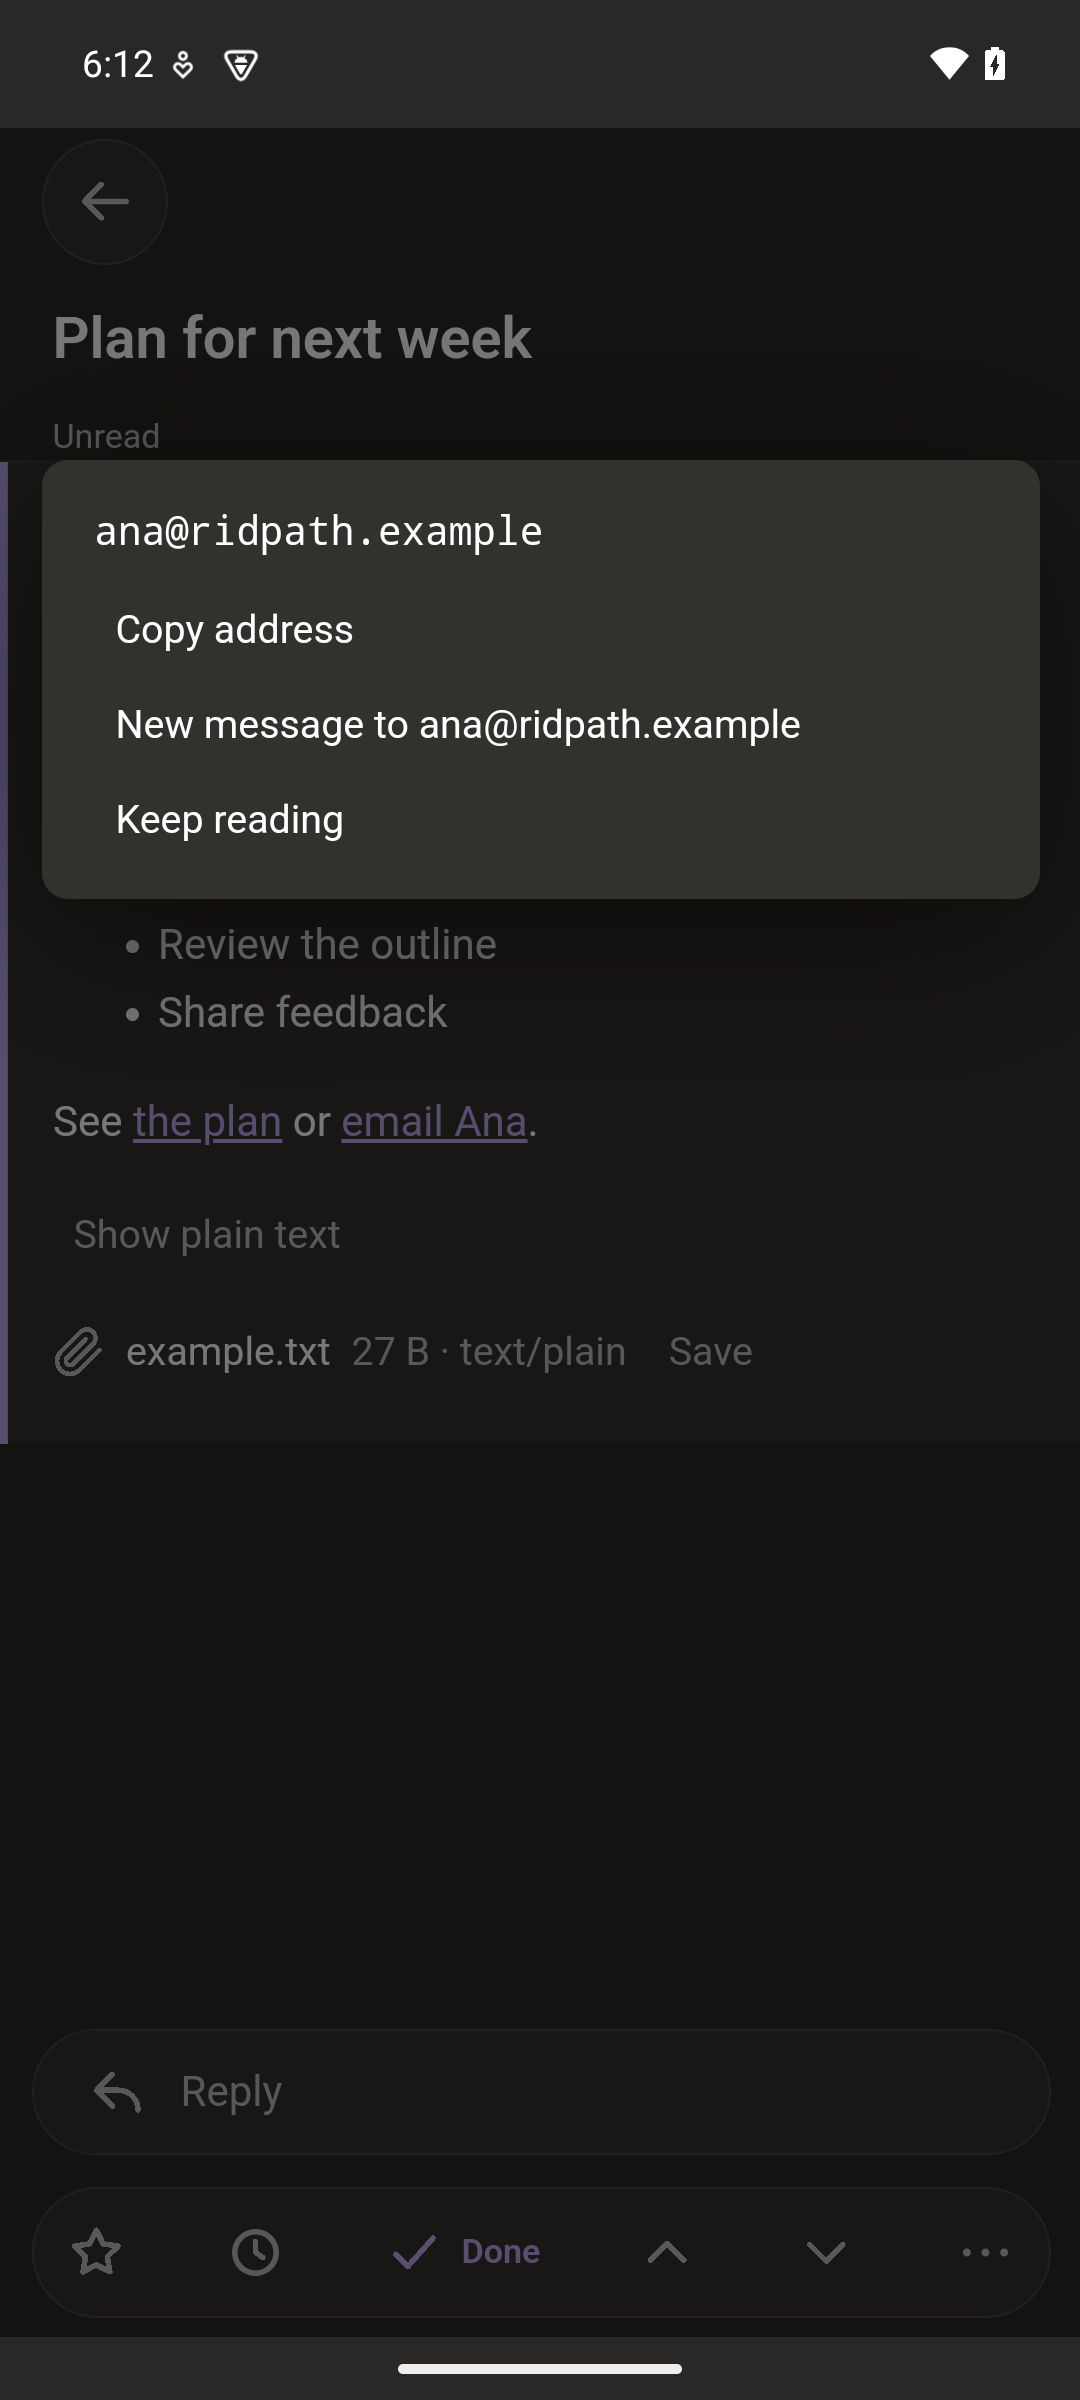 6:12
Plan for next week
Unread
ana@ridpath.example
Copy address
New message to ana@ridpath.example
Keep reading
• Review the outline
• Share feedback
See the plan or email Ana.
Show plain text
example.txt 27 B · text/plain Save
Reply
Done